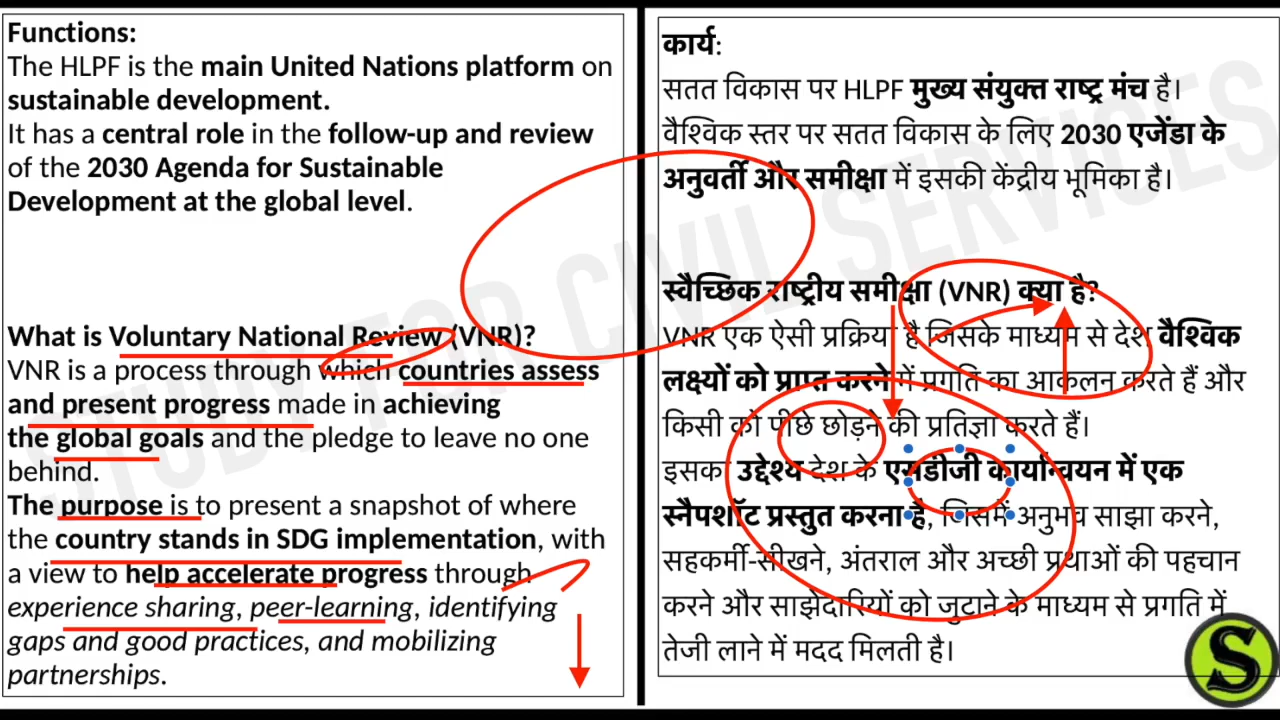 Functions:
The HLPF is the main United Nations platform on
sustainable development.
It has a central role in the follow-up and review
of the 2030 Agenda for Sustainable
Development at the global level.
What is Voluntary National Review (VNR)?
VNR is a process through which countries assess
and present progress made in achieving
the global goals and the pledge to leave no one
behind.
The purpose is to present a snapshot of where
the country stands in SDG implementation, with
a view to help accelerate progress through
experience sharing, peer-learning, identifying
gaps and good practices, and mobilizing
partnerships.
कार्य:
सतत विकास पर HLPF मुख्य संयुक्त राष्ट्र मंच है।
वैश्विक स्तर पर सतत विकास के लिए 2030 एजेंडा के
अनुवर्ती और समीक्षा में इसकी केंद्रीय भूमिका है।
स्वैच्छिक राष्ट्रीय समीक्षा (VNR) क्या है?
VNR एक ऐसी प्रक्रिया है जिसके माध्यम से देश वैश्विक
लक्ष्यों को प्राप्त करने में प्रगति का आकलन करते हैं और
किसी को पीछे छोड़ने की प्रतिज्ञा करते हैं।
इसका उद्देश्य देश के एसडीजी कार्यान्वयन में एक
स्नैपशॉट प्रस्तुत करना है, जिसमें अनुभव साझा करने,
सहकर्मी-सीखने, अंतराल और अच्छी प्रथाओं की पहचान
करने और साझेदारियों को जुटाने के माध्यम से प्रगति में
तेजी लाने में मदद मिलती है।
STUDY FOR CIVIL SERVICES
S